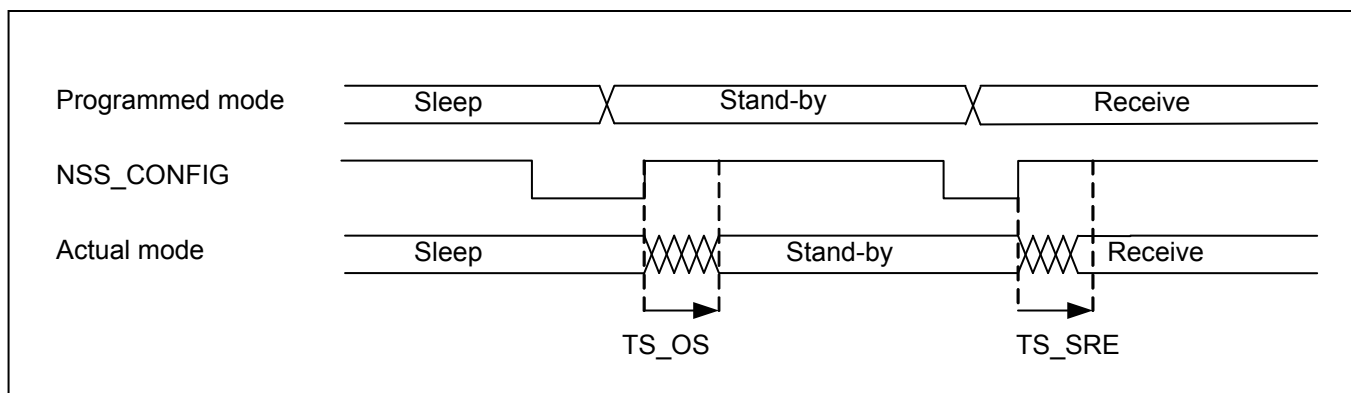 Programmed mode Sleep Stand-by Receive
NSS_CONFIG
Actual mode Sleep Stand-by Receive
TS_OS TS_SRE